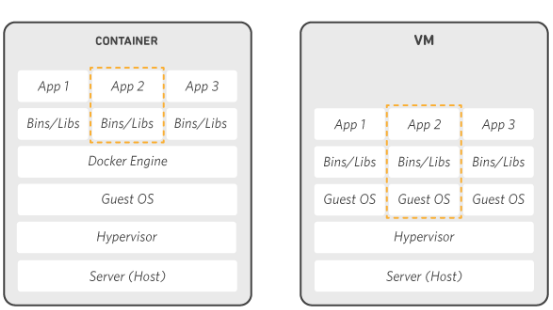 CONTAINER
App 1 App 2 App 3
Bins/Libs Bins/Libs Bins/Libs
Docker Engine
Guest OS
Hypervisor
Server (Host)
VM
App 1 App 2 App 3
Bins/Libs Bins/Libs Bins/Libs
Guest OS Guest OS Guest OS
Hypervisor
Server (Host)